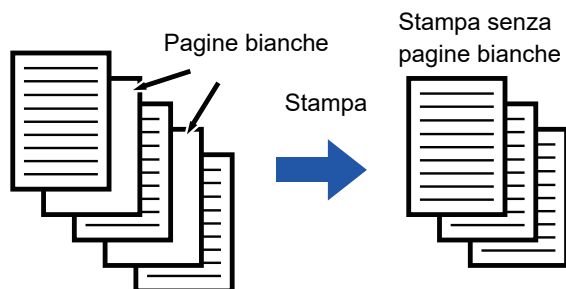 Pagine bianche
Stampa
Stampa senza
pagine bianche